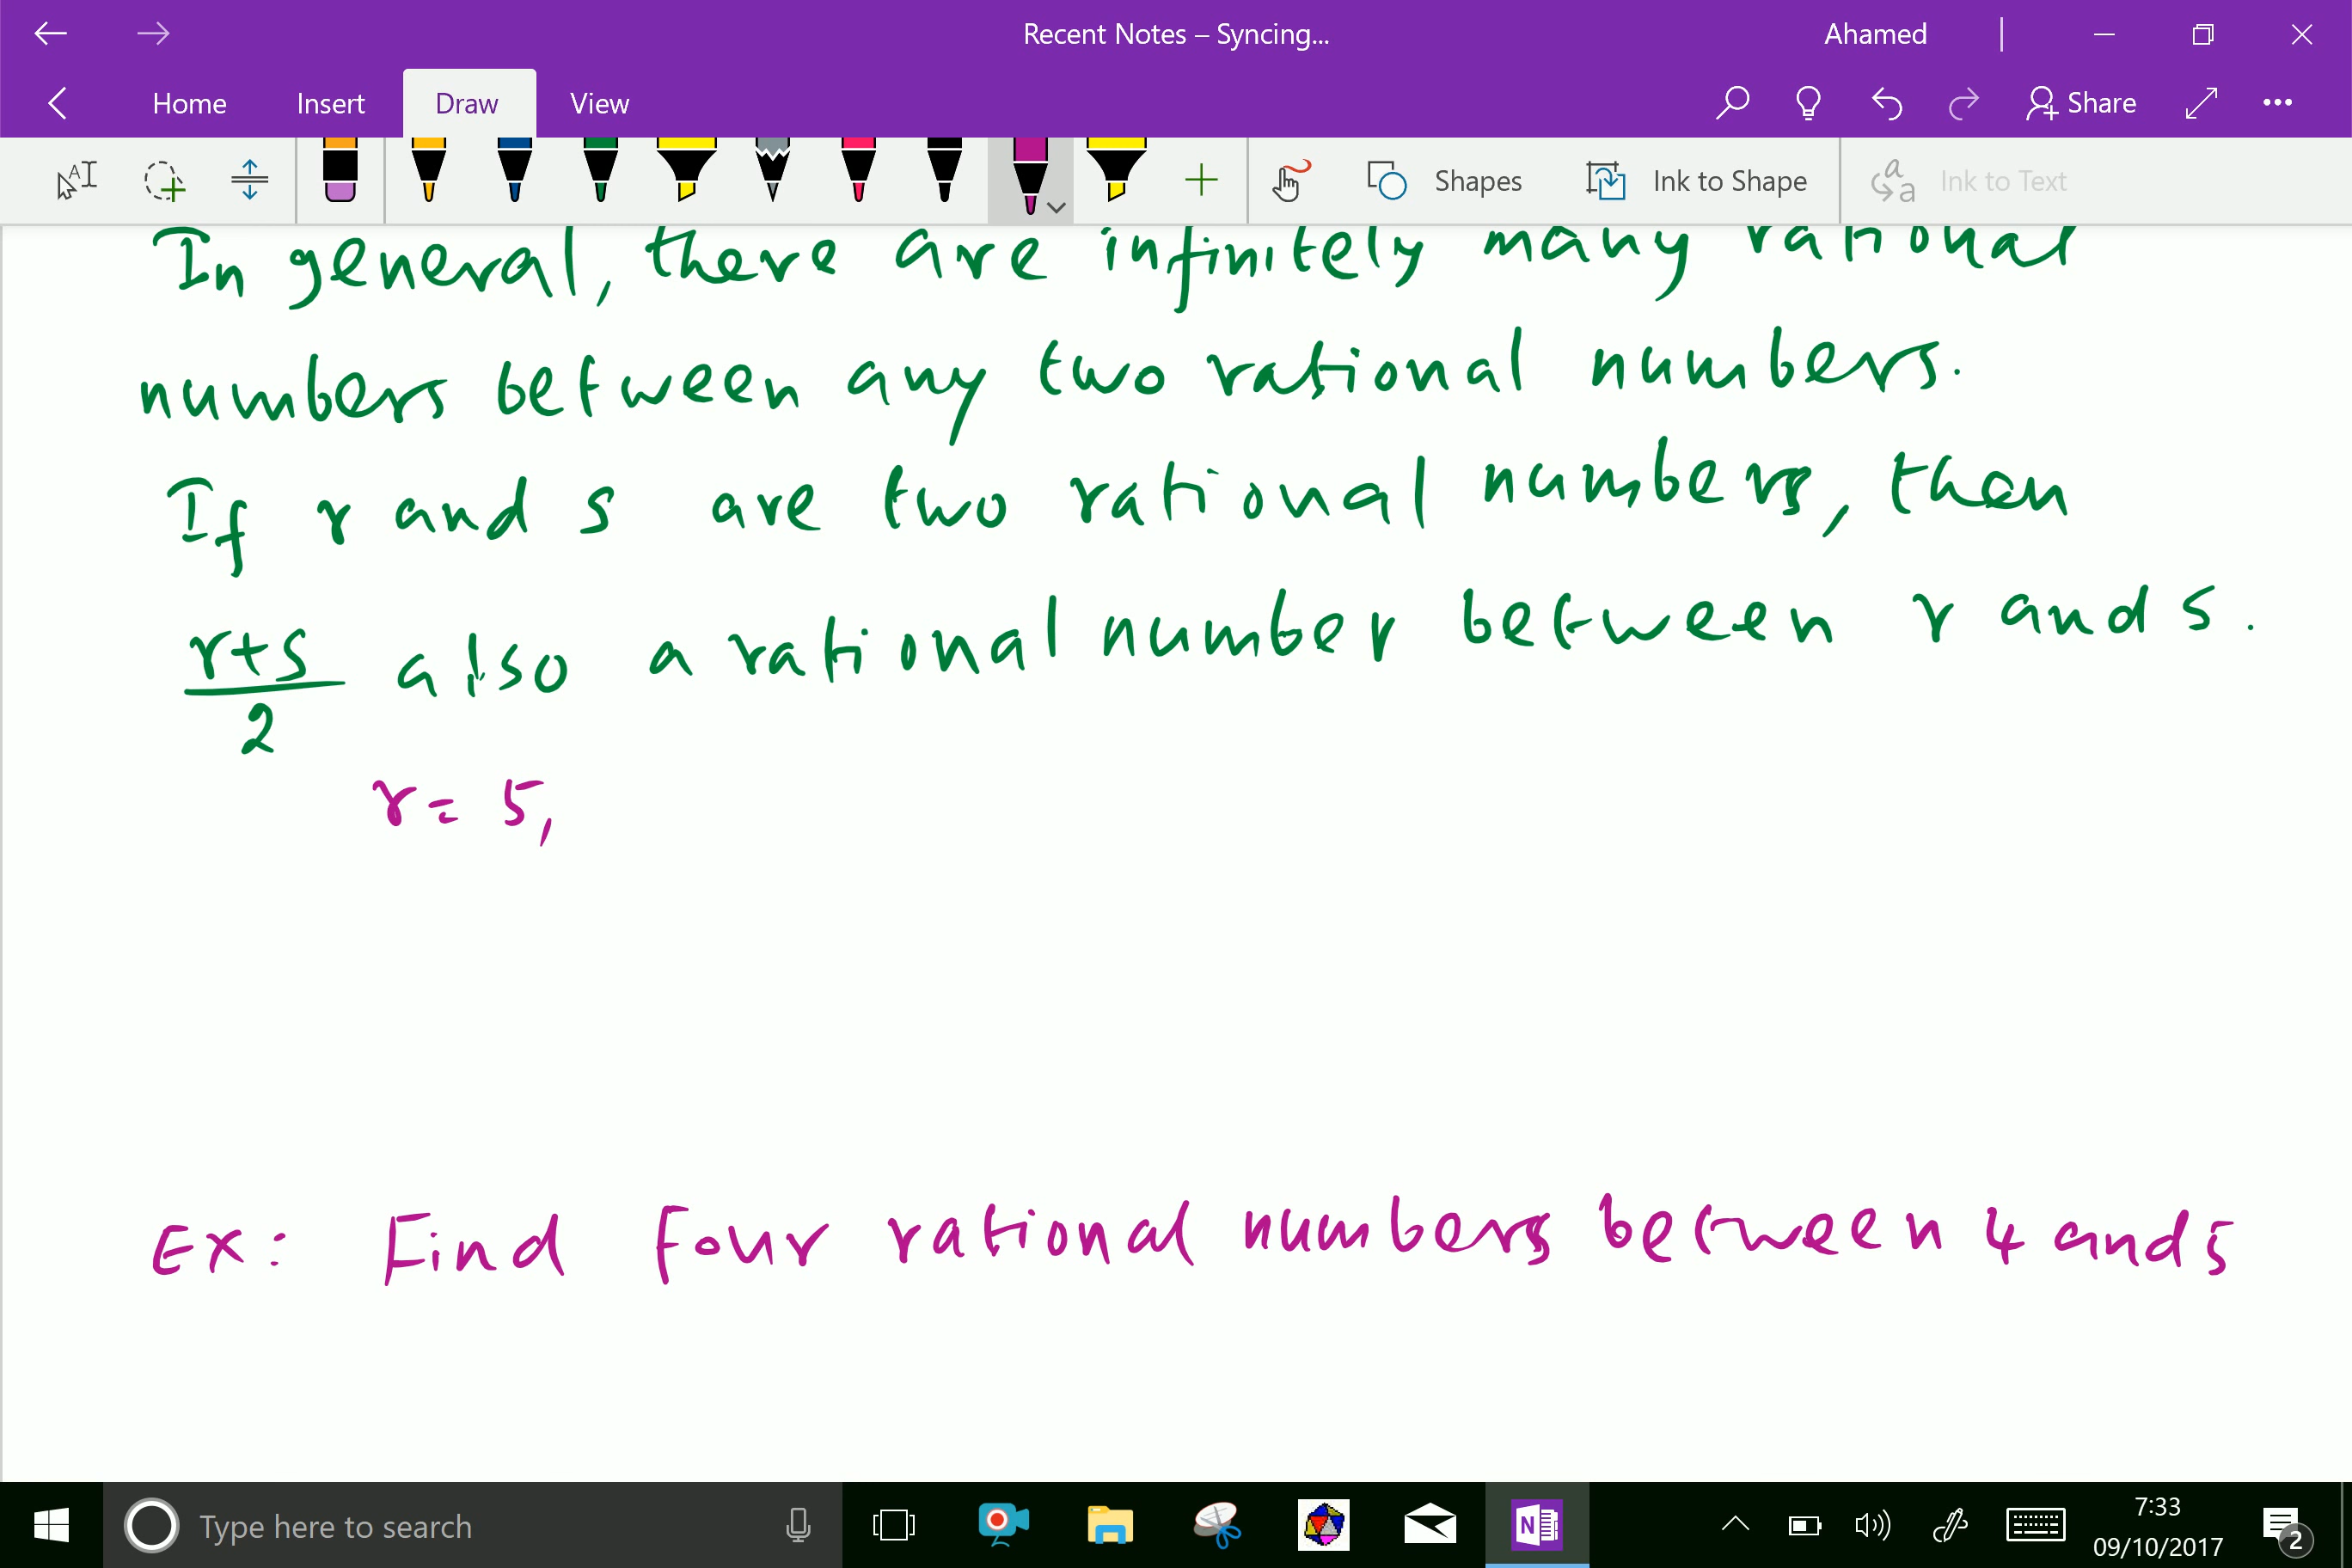 Recent Notes – Syncing...
Ahamed
Home Insert Draw View
Share
Shapes
Ink to Shape
Ink to Text
In general, there are infinitely many rational
numbers between any two rational numbers.
If r and s are two rational numbers, then
r+s
2
also a rational number between r and s.
r = 5,
Ex: Find Four rational numbers between 4 and 5
Type here to search
N
7:33
09/10/2017
2